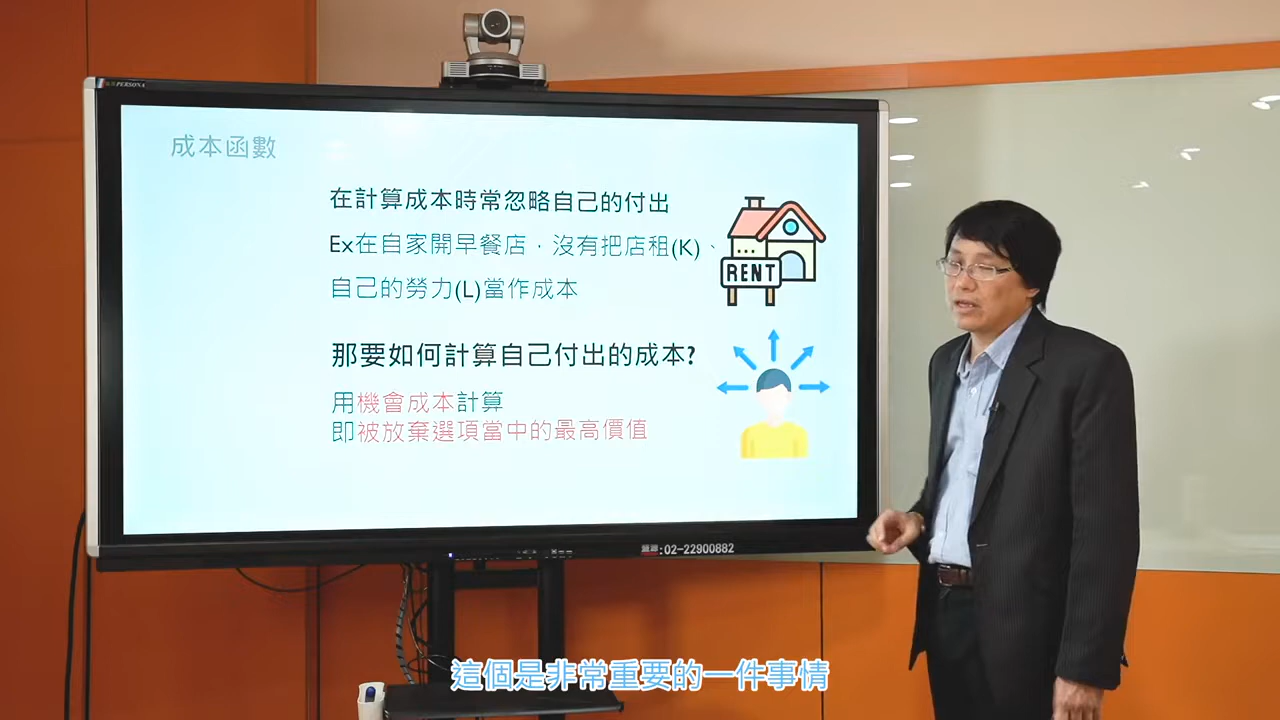 PERSONA
成本函數
在計算成本時常忽略自己的付出
Ex在自家開早餐店，沒有把店租(K)、
自己的勞力(L)當作成本
RENT
那要如何計算自己付出的成本?
用機會成本計算
即被放棄選項當中的最高價值
:02-22900882
這個是非常重要的一件事情